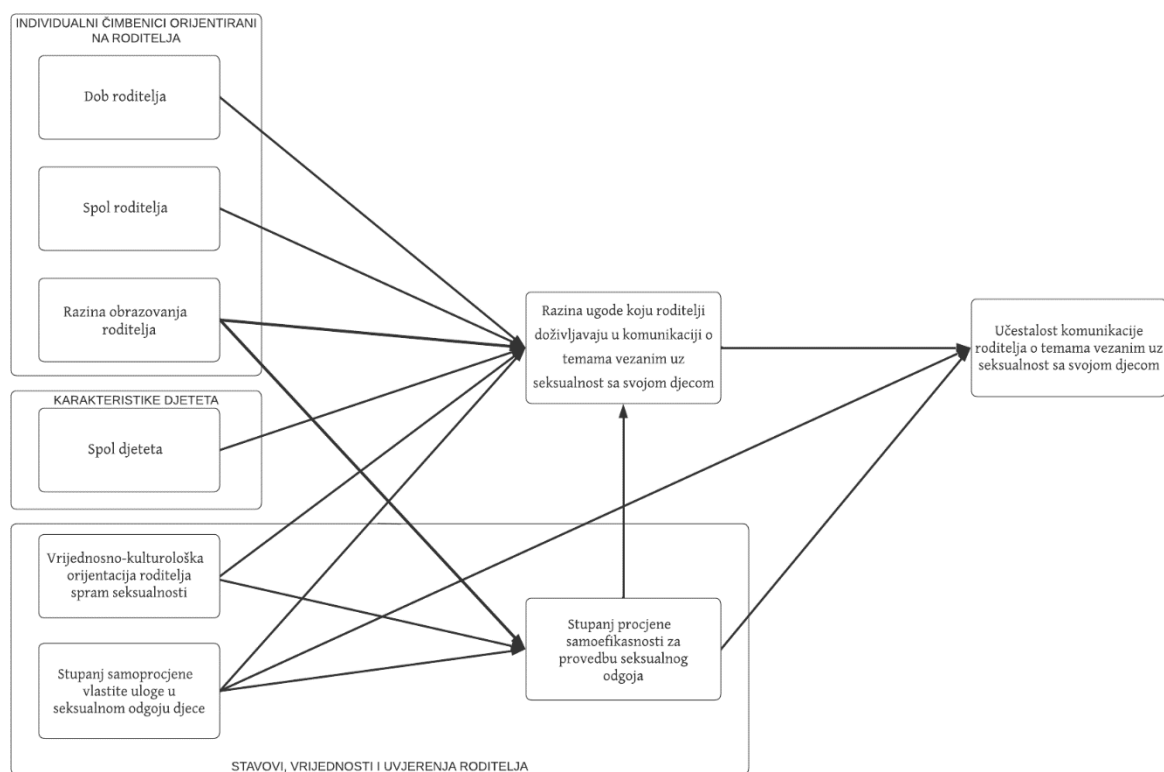 INDIVIDUALNI ČIMBENICI ORIJENTIRANI
NA RODITELJA
Dob roditelja
Spol roditelja
Razina obrazovanja
roditelja
KARAKTERISTIKE DJETETA
Spol djeteta
Vrijednosno-kulturološka
orijentacija roditelja
spram seksualnosti
Stupanj samoprocjene
vlastite uloge u
seksualnom odgoju djece
Razina ugode koju roditelji
doživljavaju u komunikaciji o
temama vezanim uz
seksualnost sa svojom djecom
Stupanj procjene
samoefikasnosti za
provedbu seksualnog
odgoja
Učestalost komunikacije
roditelja o temama vezanim uz
seksualnost sa svojom djecom
STAVOVI, VRIJEDNOSTI I UVJERENJA RODITELJA